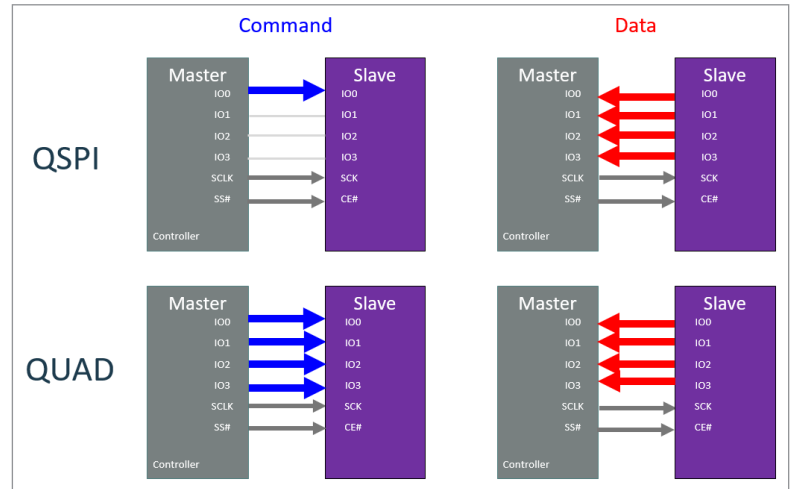 Command
Data
QSPI
Master
IO0
IO1
IO2
IO3
SCLK
SS#
Controller
Slave
IO0
IO1
IO2
IO3
SCK
CE#
Master
IO0
IO1
IO2
IO3
SCLK
SS#
Controller
Slave
IO0
IO1
IO2
IO3
SCK
CE#
QUAD
Master
IO0
IO1
IO2
IO3
SCLK
SS#
Controller
Slave
IO0
IO1
IO2
IO3
SCK
CE#
Master
IO0
IO1
IO2
IO3
SCLK
SS#
Controller
Slave
IO0
IO1
IO2
IO3
SCK
CE#